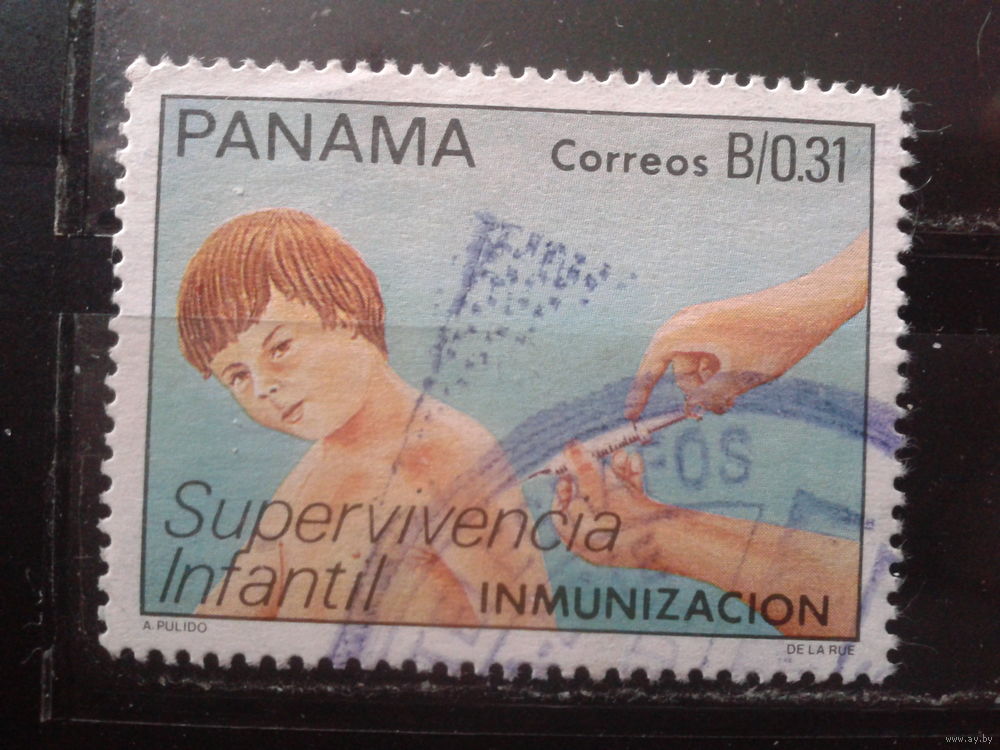 PANAMA
Correos B/0.31
Supervivencia
Infantil
INMUNIZACION
A. PULIDO
DE LA RUE
www.ay.by